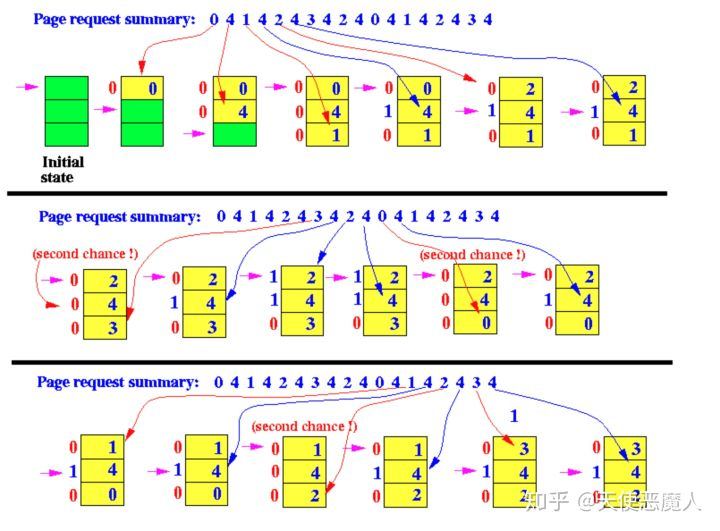 Page request summary: 0 4 1 4 2 4 3 4 2 4 0 4 1 4 2 4 3 4
0 0 0 0 0 0 0 0 0 2 0 2
0 4 0 4 1 4 1 4 1 4
0 1 0 1 0 1 0 1
Initial
state
Page request summary: 0 4 1 4 2 4 3 4 2 4 0 4 1 4 2 4 3 4
(second chance !) (second chance !)
0 2 0 2 1 2 1 2 0 2 0 2
0 4 1 4 1 4 1 4 0 4 1 4
0 3 0 3 0 3 0 3 0 0 0 0
Page request summary: 0 4 1 4 2 4 3 4 2 4 0 4 1 4 2 4 3 4
1
(second chance !)
0 1 0 1 0 1 0 1 0 3 0 3
1 4 1 4 0 4 1 4 1 4 1 4
0 0 0 0 0 2 0 2 0 2 0 2
知乎 @天使恶魔人